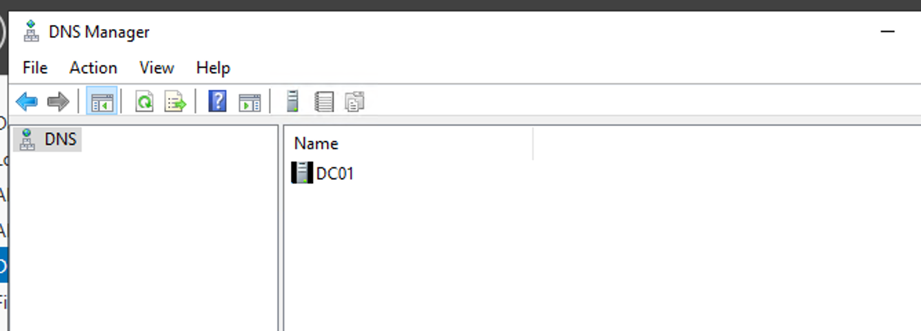 DNS Manager
File Action View Help
DNS
Name
DC01